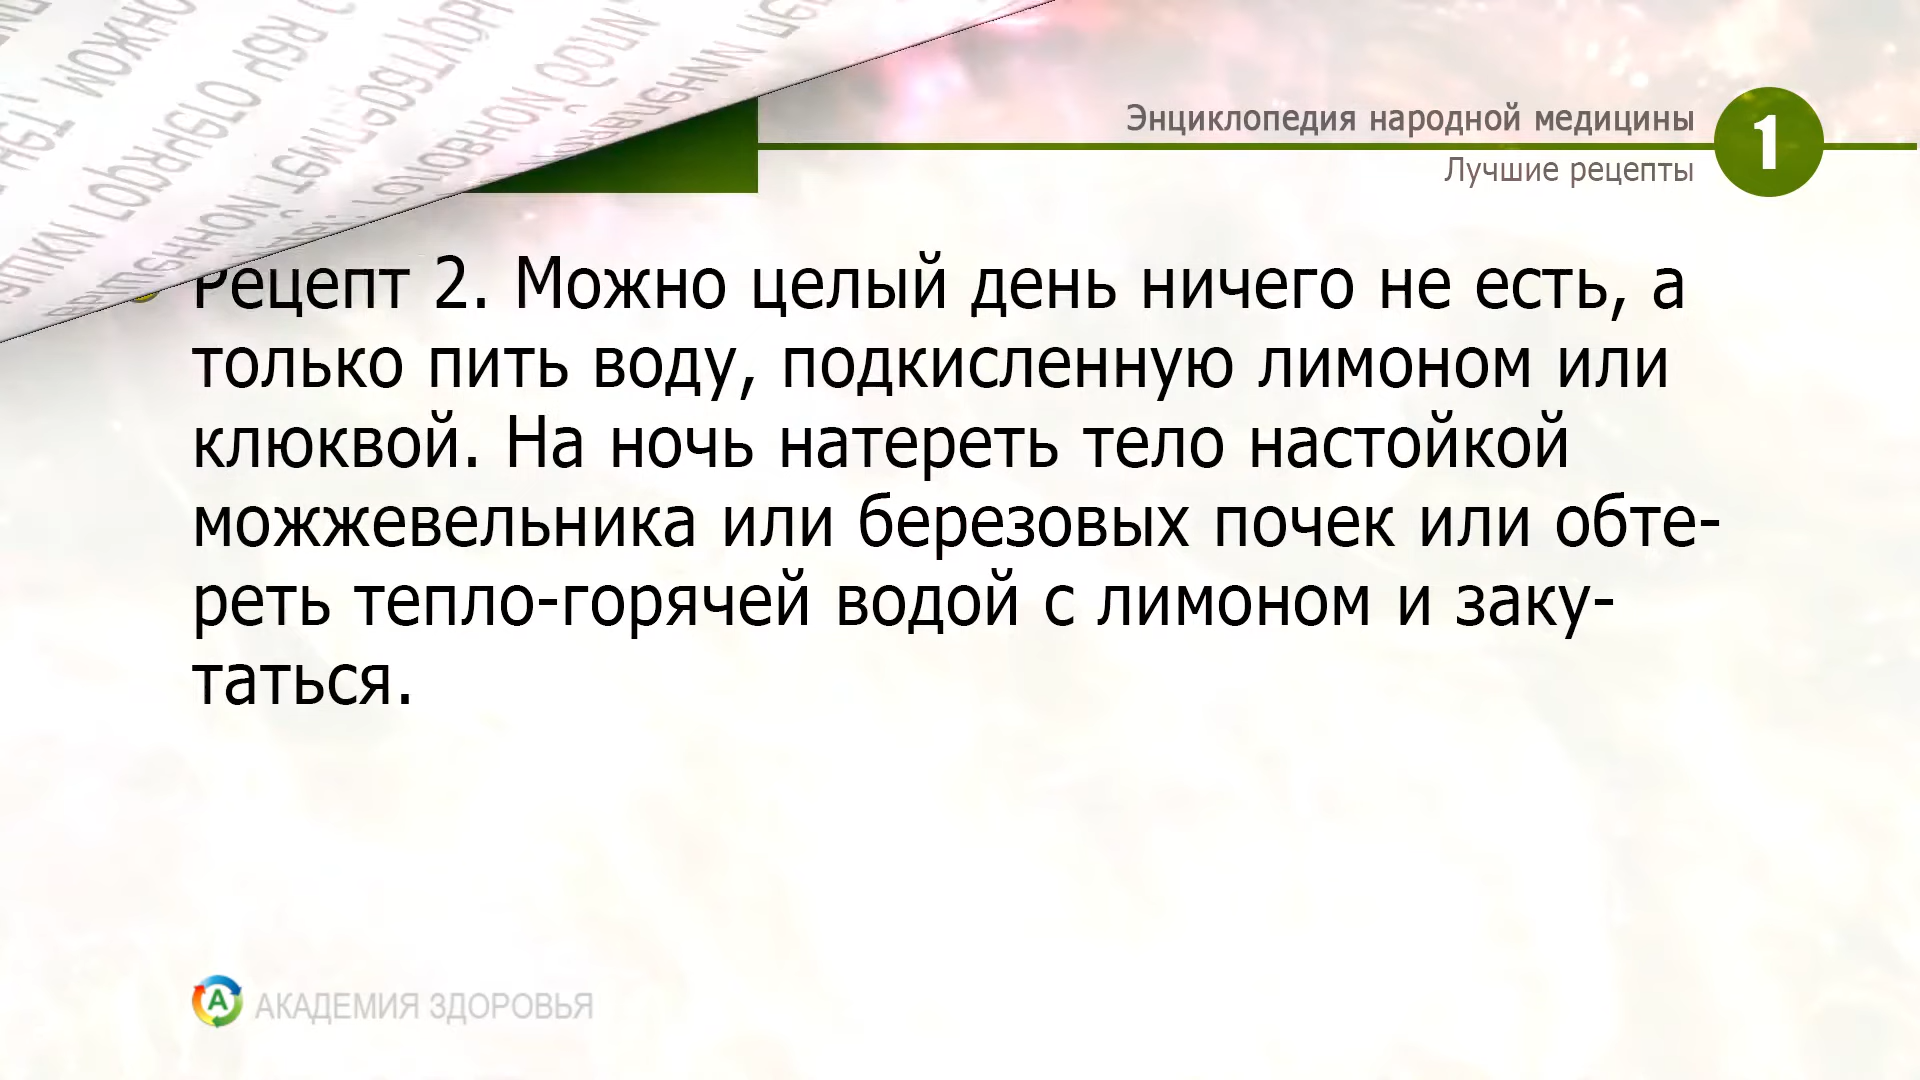 Энциклопедия народной медицины
1
Лучшие рецепты
Рецепт 2. Можно целый день ничего не есть, а
только пить воду, подкисленную лимоном или
клюквой. На ночь натереть тело настойкой
можжевельника или березовых почек или обте-
реть тепло-горячей водой с лимоном и заку-
таться.
АКАДЕМИЯ ЗДОРОВЬЯ